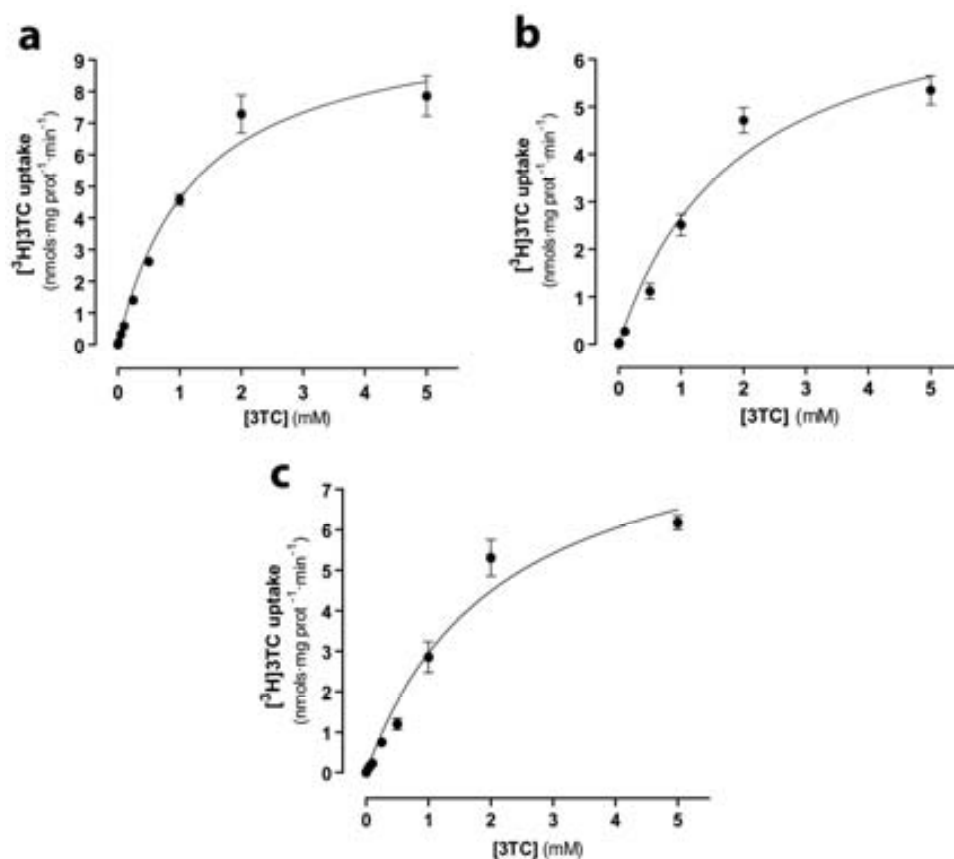 a
[³H]3TC uptake
(nmols·mg prot⁻¹·min⁻¹)
9
8
7
6
5
4
3
2
1
0
0 1 2 3 4 5
[3TC] (mM)
b
[³H]3TC uptake
(nmols·mg prot⁻¹·min⁻¹)
6
5
4
3
2
1
0
0 1 2 3 4 5
[3TC] (mM)
c
[³H]3TC uptake
(nmols·mg prot⁻¹·min⁻¹)
7
6
5
4
3
2
1
0
0 1 2 3 4 5
[3TC] (mM)